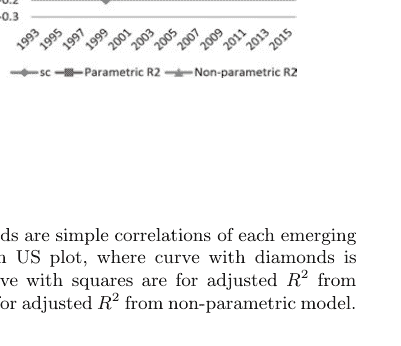 -0.3
1993 1995 1997 1999 2001 2003 2005 2007 2009 2011 2013 2015
sc Parametric R2 Non-parametric R2
are simple correlations of each emerging
US plot, where curve with diamonds is
with squares are for adjusted R² from
for adjusted R² from non-parametric model.